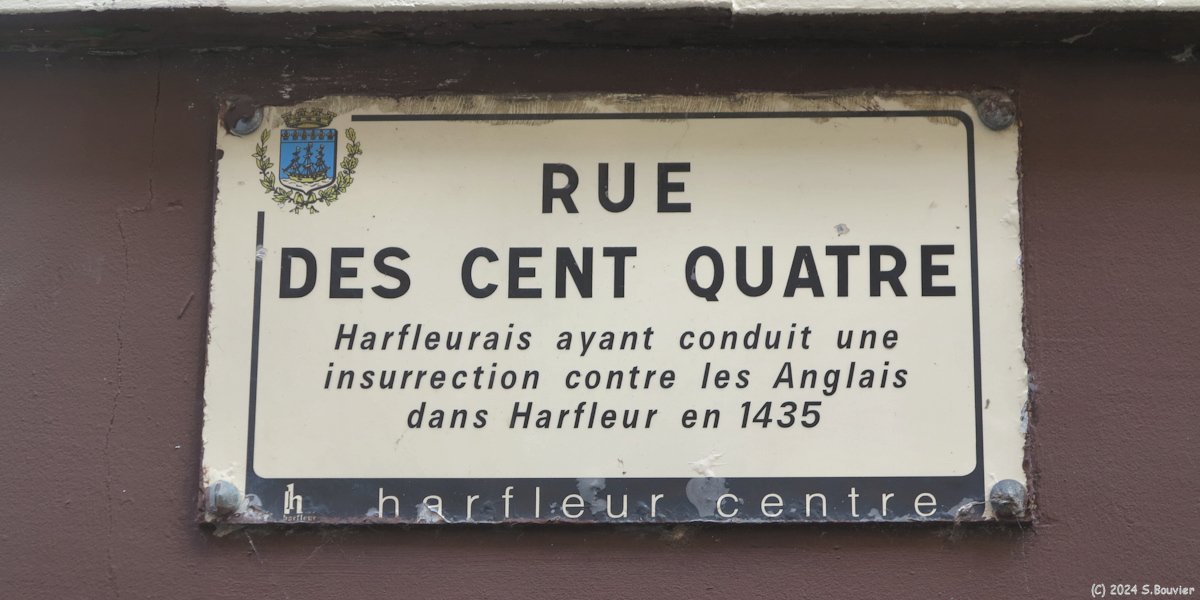 RUE
DES CENT QUATRE
Harfleurais ayant conduit une
insurrection contre les Anglais
dans Harfleur en 1435
h
harfleur
harfleur centre
(C) 2024 S.Bouvier